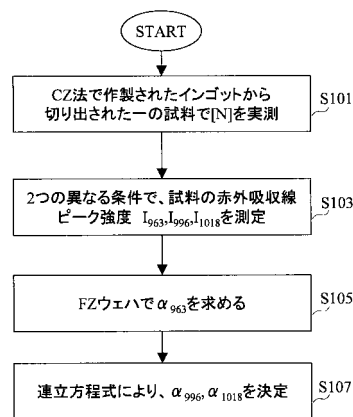 START
CZ法で作製されたインゴットから
切り出された一の試料で[N]を実測
S101
2つの異なる条件で、試料の赤外吸収線
ピーク強度 I963,I996,I1018を測定
S103
FZウェハでα963を求める
S105
連立方程式により、α996,α1018を決定
S107